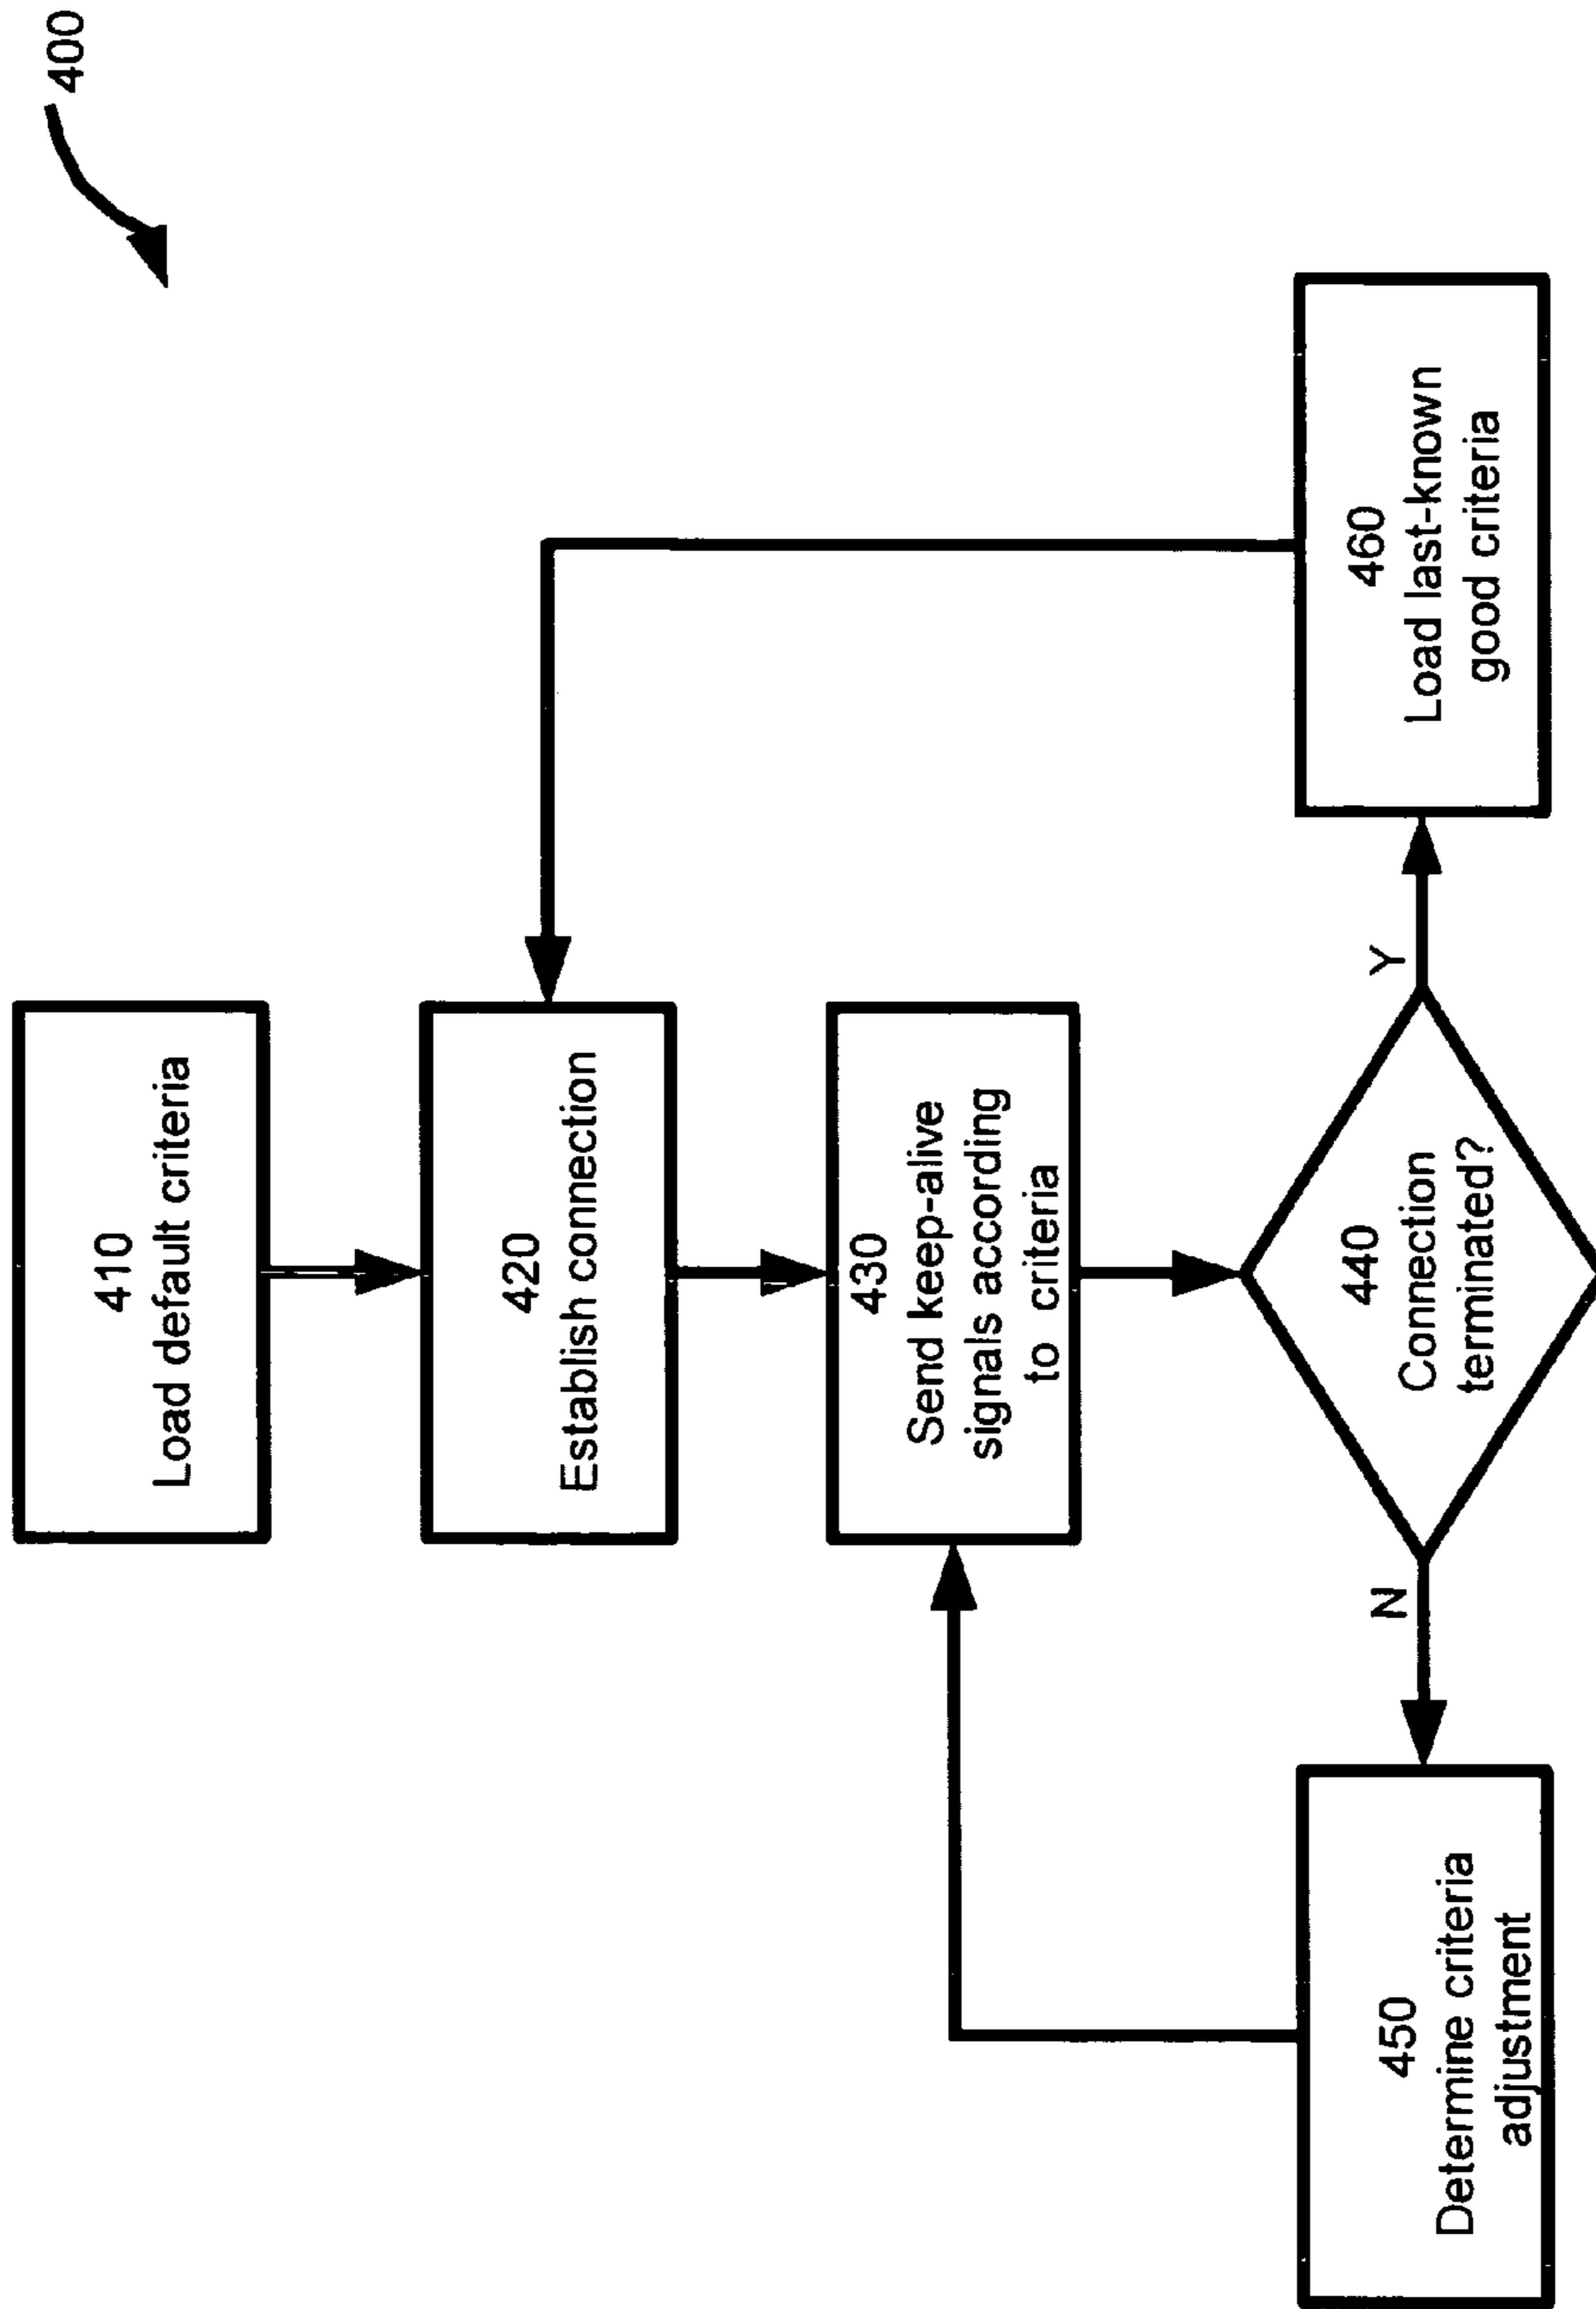 400
410
Load default criteria
420
Establish connection
430
Send keep-alive
signals according
to criteria
440
Connection
terminated?
N
Y
450
Determine criteria
adjustment
460
Load last-known
good criteria